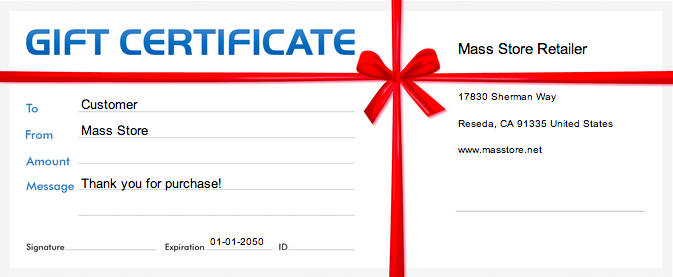 GIFT CERTIFICATE
To Customer
From Mass Store
Amount
Message Thank you for purchase!
Signature Expiration 01-01-2050 ID
Mass Store Retailer
17830 Sherman Way
Reseda, CA 91335 United States
www.masstore.net